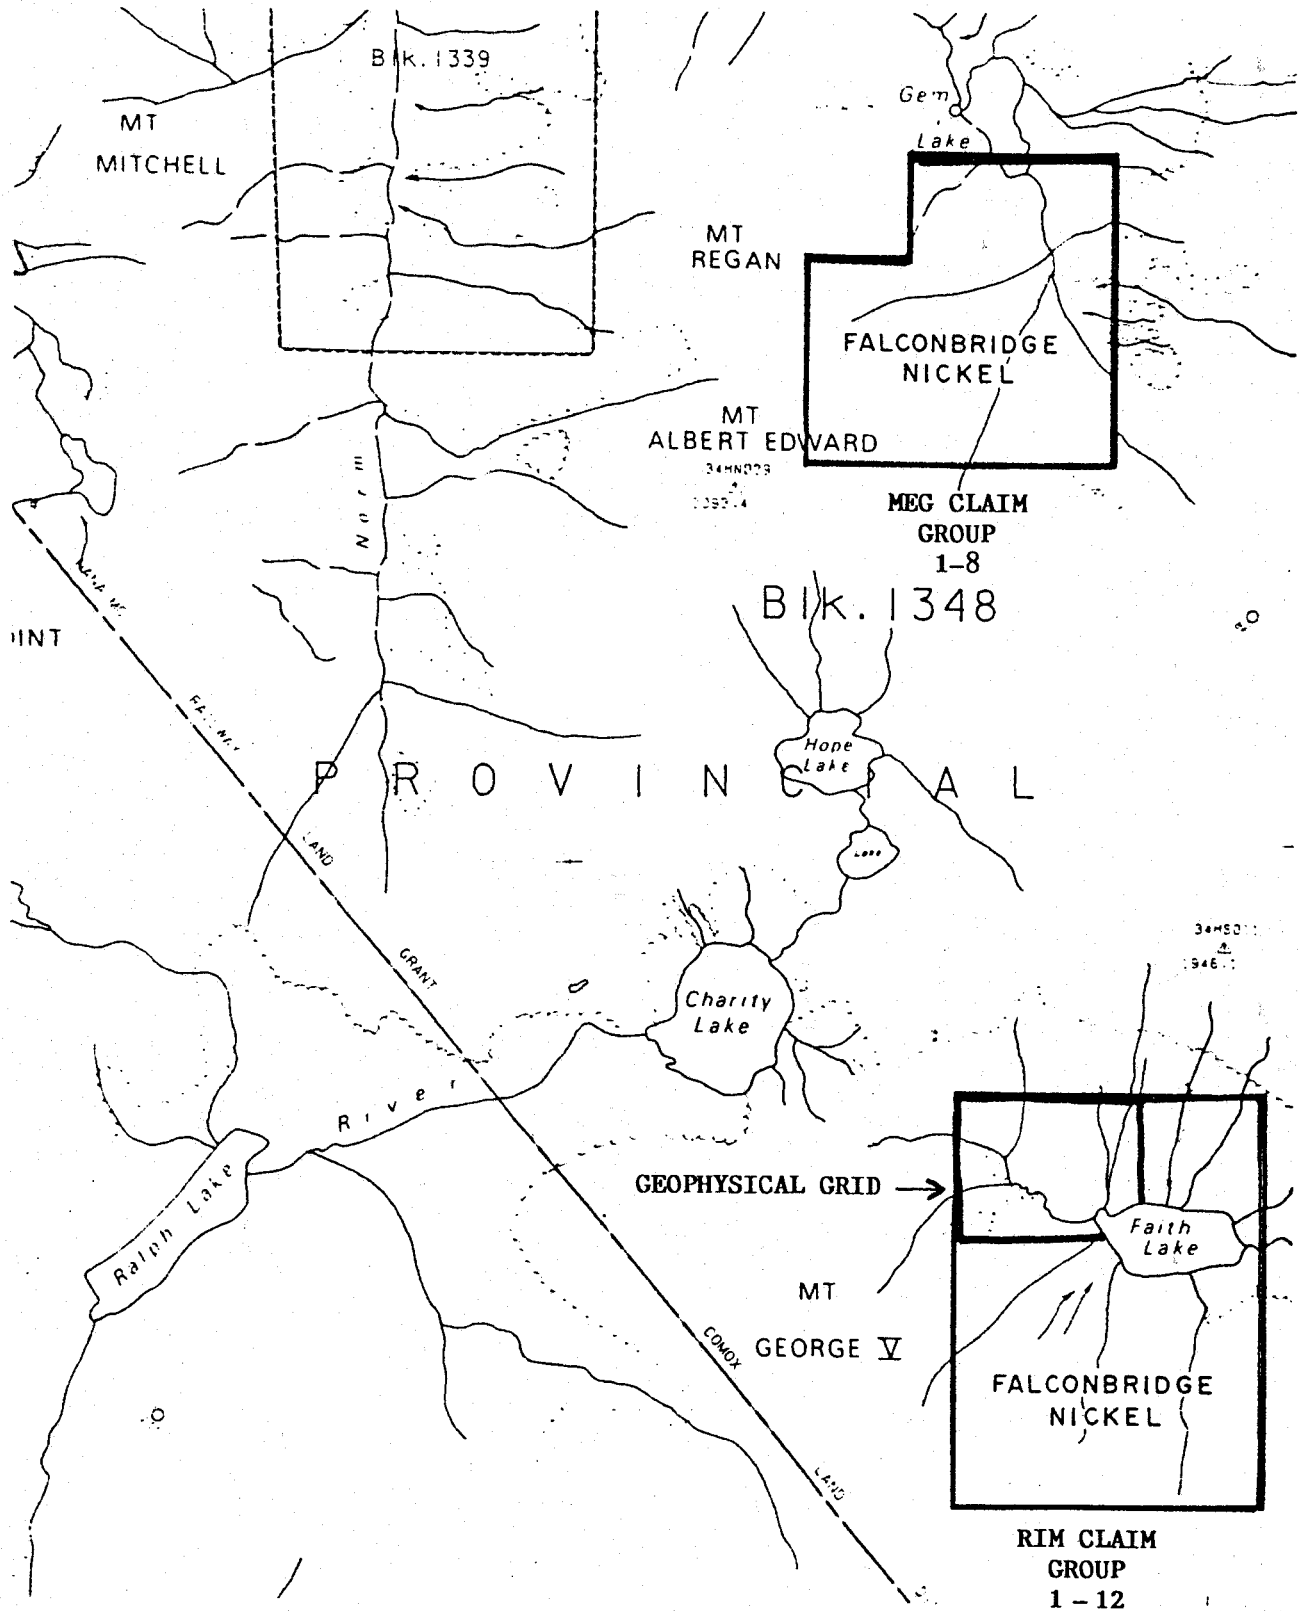 Blk. 1339
MT
MITCHELL
Gem
Lake
MT
REGAN
FALCONBRIDGE
NICKEL
MT
ALBERT EDWARD
Norm
MEG CLAIM
GROUP
1-8
Blk. 1348
RAILWAY
PROVINCIAL
Hope
Lake
LAND
GRANT
Charity
Lake
River
GEOPHYSICAL GRID
Faith
Lake
Ralph Lake
MT
GEORGE V
COMOX
LAND
FALCONBRIDGE
NICKEL
RIM CLAIM
GROUP
1 - 12